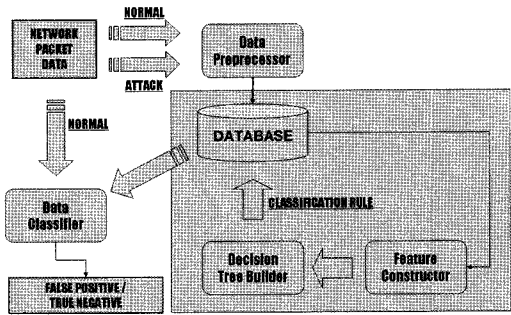 NORMAL
NETWORK
PACKET
DATA
Data
Preprocessor
ATTACK
NORMAL
DATABASE
CLASSIFICATION RULE
Data
Classifier
Decision
Tree Builder
Feature
Constructor
FALSE POSITIVE /
TRUE NEGATIVE